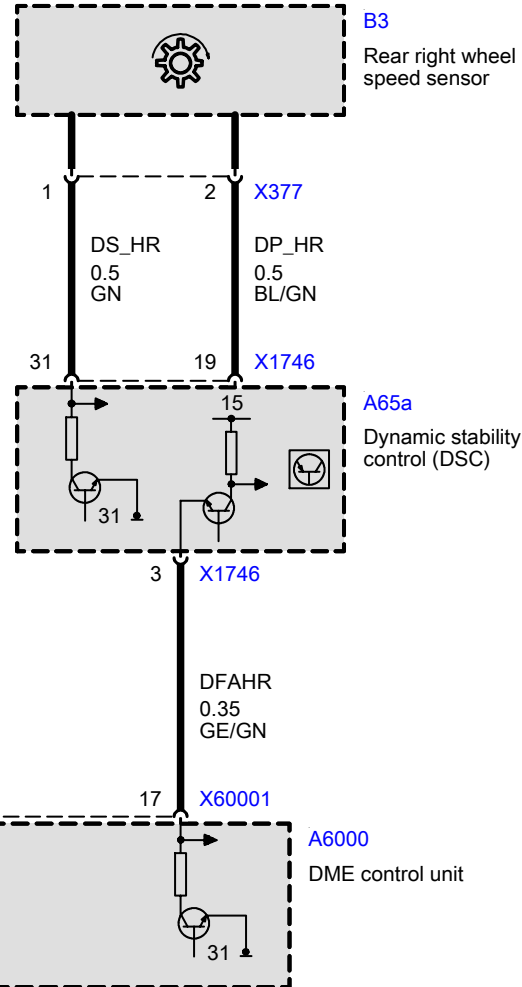 B3
Rear right wheel
speed sensor
1
2
X377
DS_HR
0.5
GN
DP_HR
0.5
BL/GN
31
19
X1746
A65a
Dynamic stability
control (DSC)
15
31
3
X1746
DFAHR
0.35
GE/GN
17
X60001
A6000
DME control unit
31